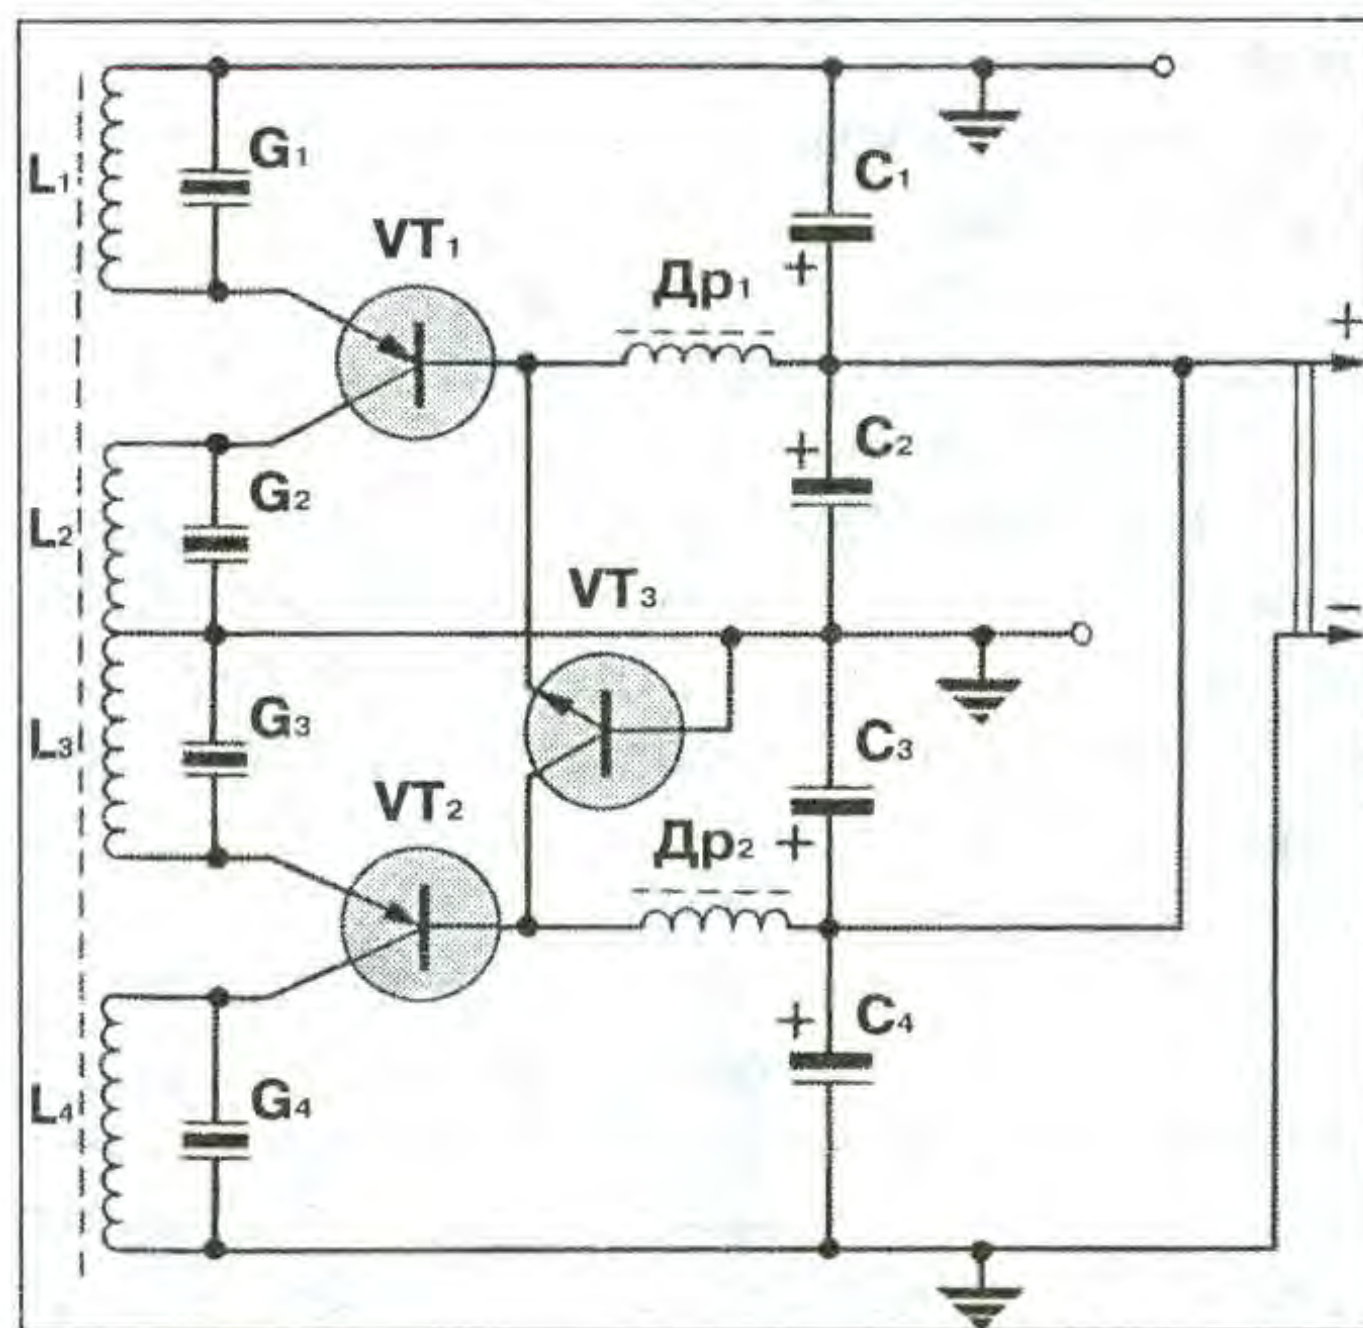 L1
G1
C1
+
VT1
Др1
+
C2
+
L2
G2
VT3
-
L3
G3
C3
+
VT2
Др2
C4
+
L4
G4